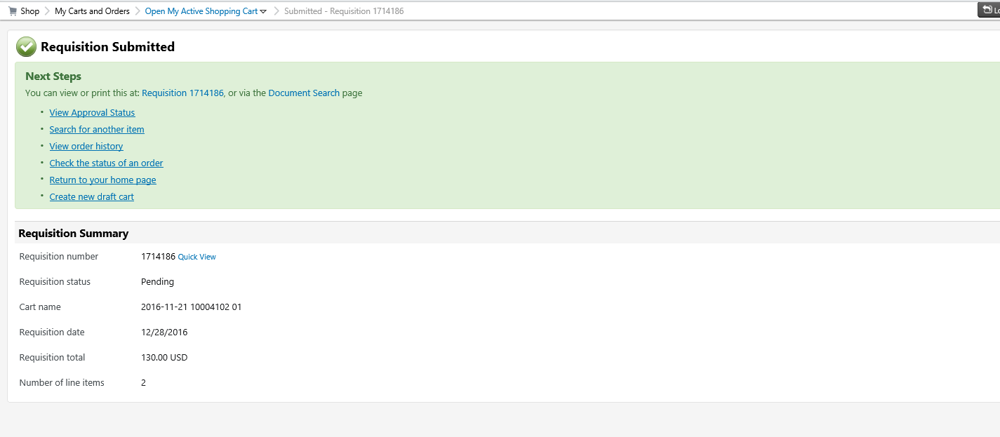 Shop > My Carts and Orders > Open My Active Shopping Cart > Submitted - Requisition 1714186
Requisition Submitted
Next Steps
You can view or print this at: Requisition 1714186, or via the Document Search page
• View Approval Status
• Search for another item
• View order history
• Check the status of an order
• Return to your home page
• Create new draft cart
Requisition Summary
Requisition number 1714186 Quick View
Requisition status Pending
Cart name 2016-11-21 10004102 01
Requisition date 12/28/2016
Requisition total 130.00 USD
Number of line items 2